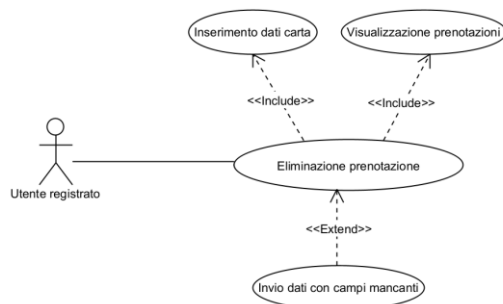 Inserimento dati carta
Visualizzazione prenotazioni
<<Include>>
<<Include>>
Eliminazione prenotazione
Utente registrato
<<Extend>>
Invio dati con campi mancanti